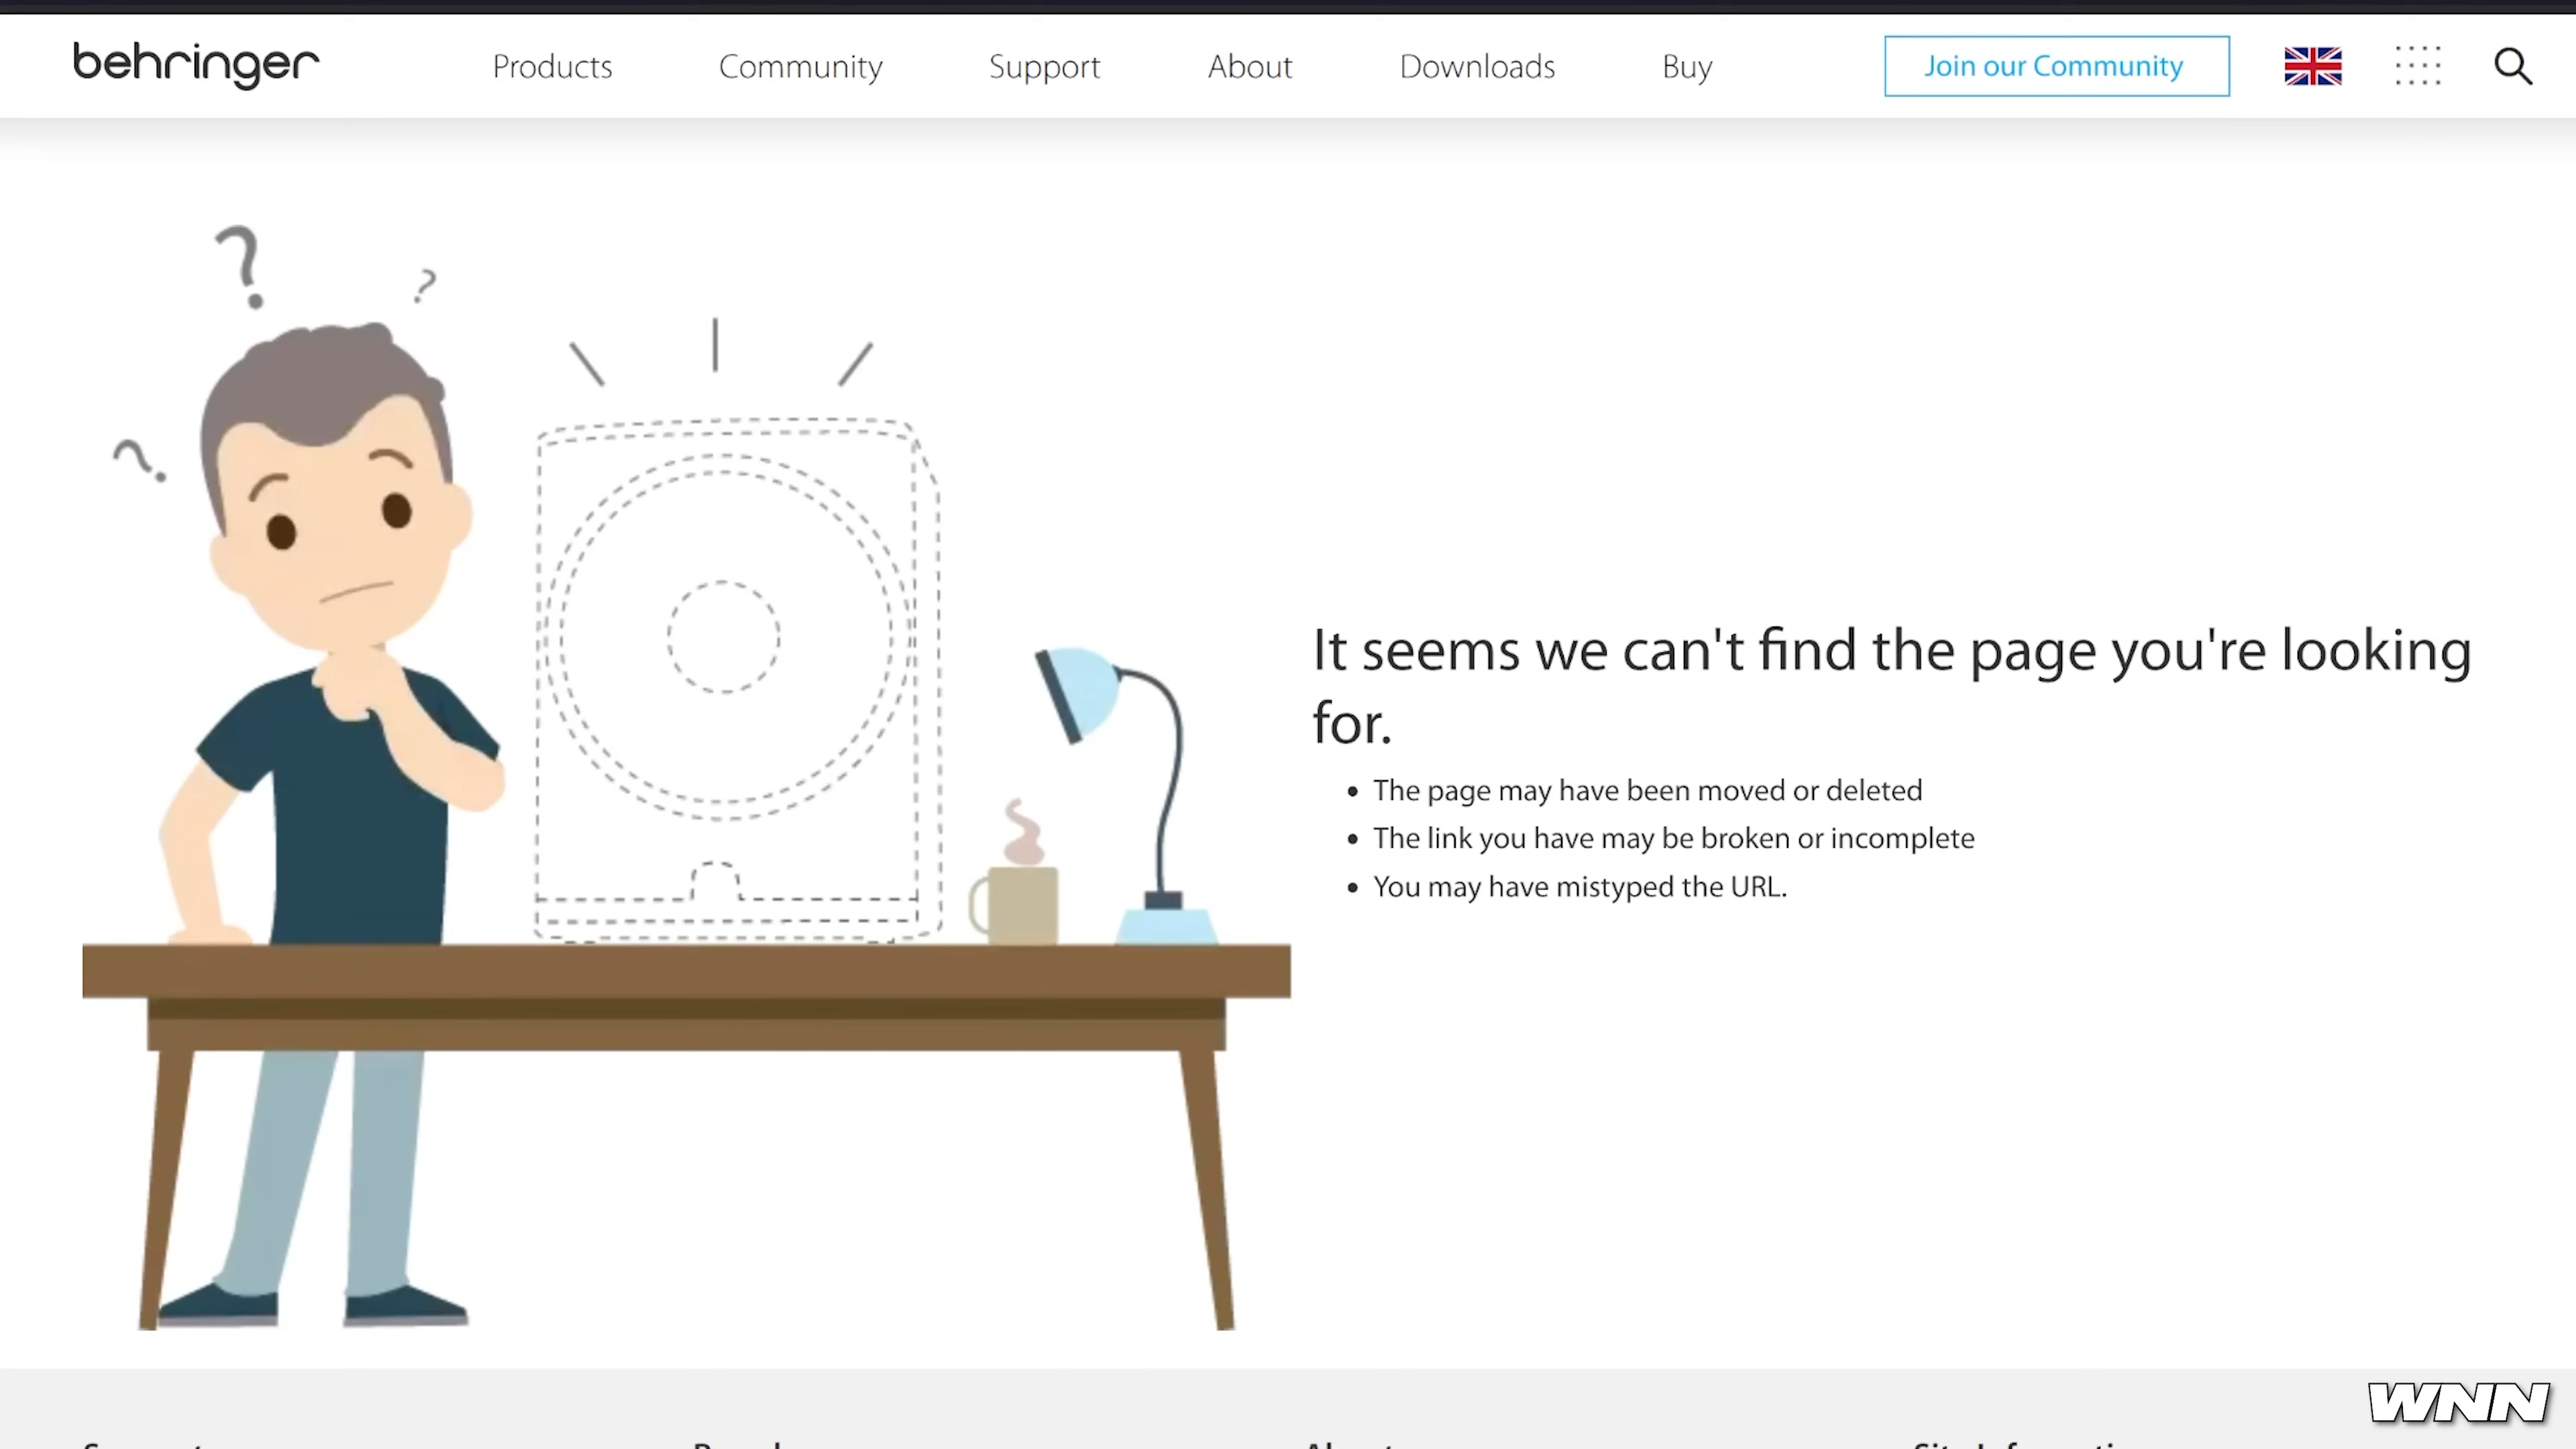 behringer
Products
Community
Support
About
Downloads
Buy
Join our Community
?
?
?
It seems we can't find the page you're looking
for.
• The page may have been moved or deleted
• The link you have may be broken or incomplete
• You may have mistyped the URL.
WNN